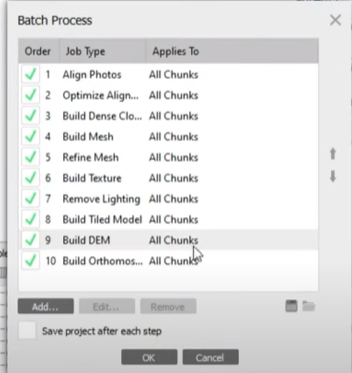 Batch Process
Order Job Type Applies To
1 Align Photos All Chunks
2 Optimize Align... All Chunks
3 Build Dense Clo... All Chunks
4 Build Mesh All Chunks
5 Refine Mesh All Chunks
6 Build Texture All Chunks
7 Remove Lighting All Chunks
8 Build Tiled Model All Chunks
9 Build DEM All Chunks
10 Build Orthomos... All Chunks
Add... Edit... Remove
Save project after each step
OK Cancel